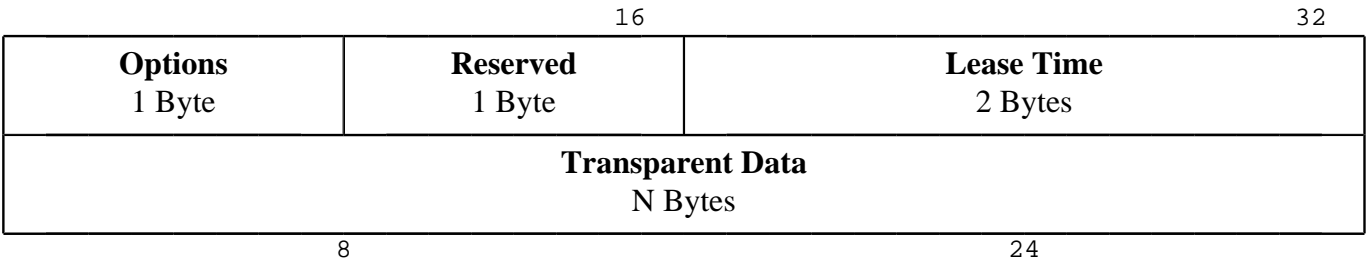 16 32
Options Reserved Lease Time
1 Byte 1 Byte 2 Bytes
Transparent Data
N Bytes
8 24